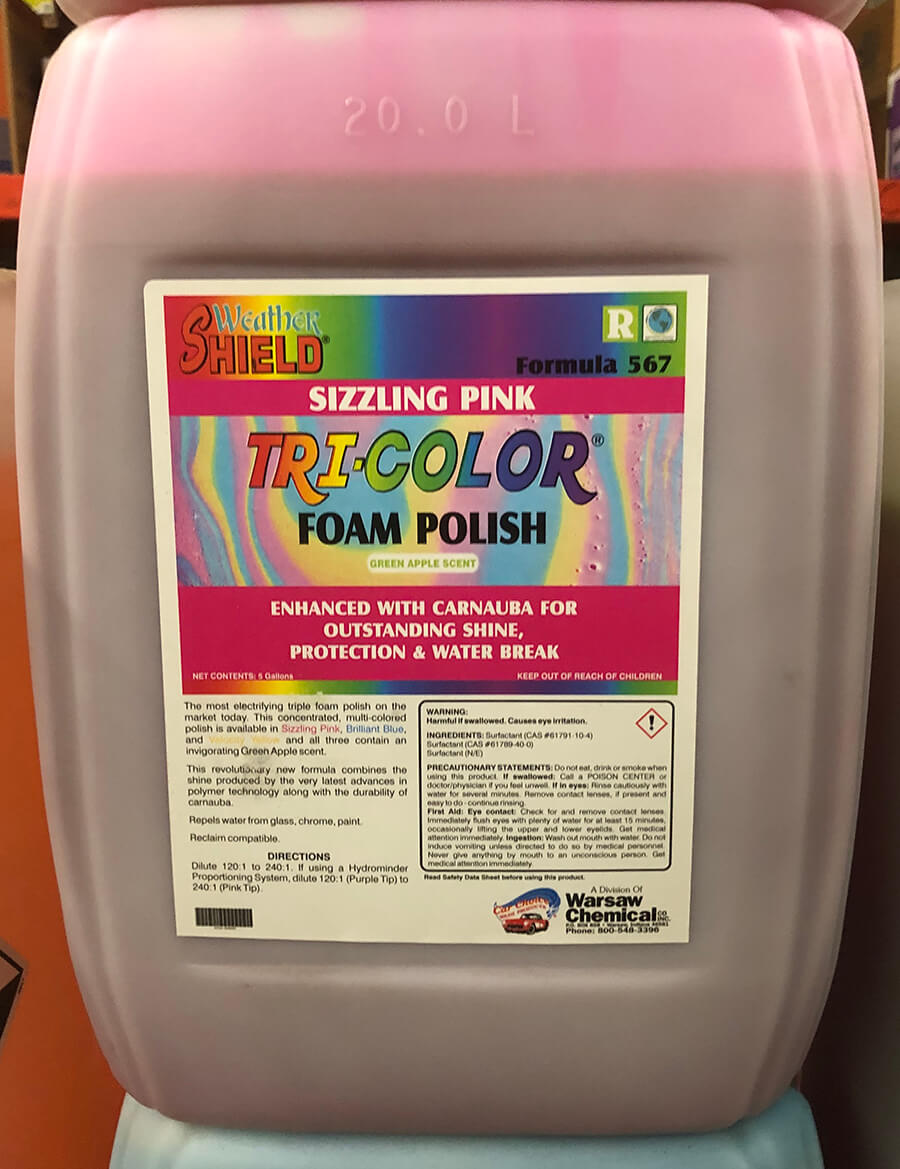 20.0 L
Weather
SHIELD®
R
Formula 567
SIZZLING PINK
TRI-COLOR®
FOAM POLISH
GREEN APPLE SCENT
ENHANCED WITH CARNAUBA FOR
OUTSTANDING SHINE,
PROTECTION & WATER BREAK
NET CONTENTS: 5 Gallons
KEEP OUT OF REACH OF CHILDREN
The most electrifying triple foam polish on the
market today. This concentrated, multi-colored
polish is available in Sizzling Pink, Brilliant Blue,
and Velocity Yellow and all three contain an
invigorating Green Apple scent.
This revolutionary new formula combines the
shine produced by the very latest advances in
polymer technology along with the durability of
carnauba.
Repels water from glass, chrome, paint.
Reclaim compatible.
DIRECTIONS
Dilute 120:1 to 240:1. If using a Hydrominder
Proportioning System, dilute 120:1 (Purple Tip) to
240:1 (Pink Tip).
WARNING:
Harmful if swallowed. Causes eye irritation.
INGREDIENTS: Surfactant (CAS #61791-10-4)
Surfactant (CAS #61789-40-0)
Surfactant (N/E)
PRECAUTIONARY STATEMENTS: Do not eat, drink or smoke when
using this product. If swallowed: Call a POISON CENTER or
doctor/physician if you feel unwell. If in eyes: Rinse cautiously with
water for several minutes. Remove contact lenses, if present and
easy to do - continue rinsing.
First Aid: Eye contact: Check for and remove contact lenses.
Immediately flush eyes with plenty of water for at least 15 minutes,
occasionally lifting the upper and lower eyelids. Get medical
attention immediately. Ingestion: Wash out mouth with water. Do not
induce vomiting unless directed to do so by medical personnel.
Never give anything by mouth to an unconscious person. Get
medical attention immediately.
Read Safety Data Sheet before using this product.
Car Choice
A Division Of
Warsaw
Chemical CO. INC.
P.O. BOX 858 • Warsaw, Indiana 46581
Phone: 800-548-3396